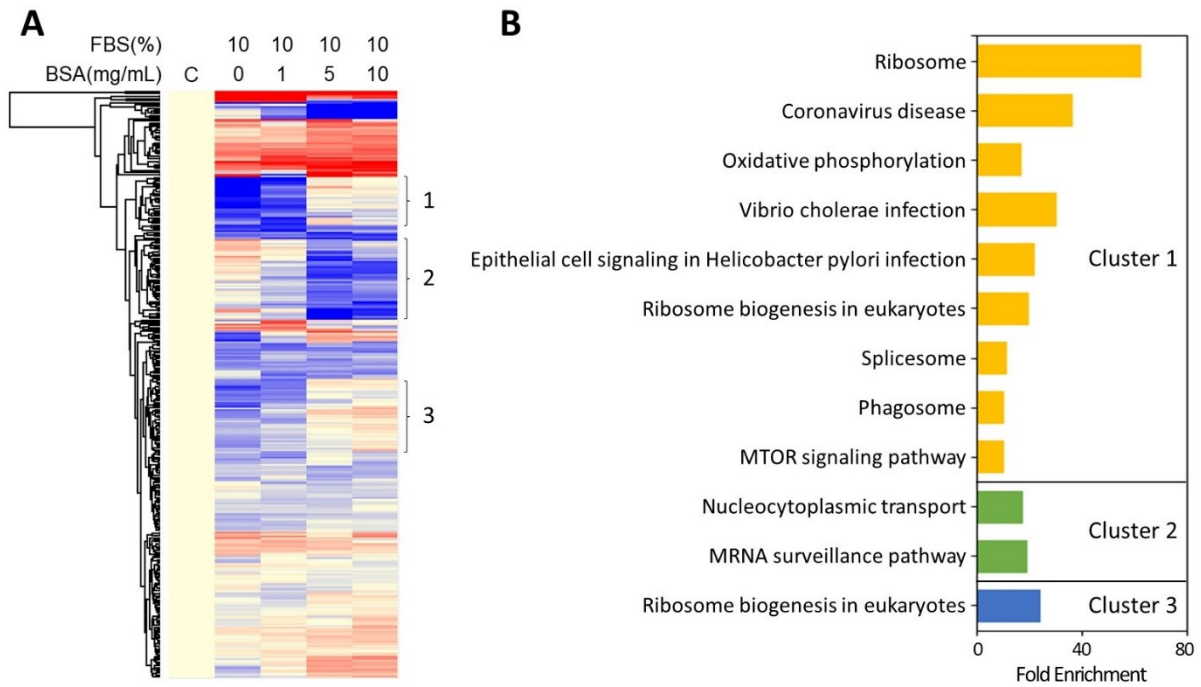 A
FBS(%) 10 10 10 10
BSA(mg/mL) C 0 1 5 10
1
2
3
B
Ribosome
Coronavirus disease
Oxidative phosphorylation
Vibrio cholerae infection
Epithelial cell signaling in Helicobacter pylori infection
Cluster 1
Ribosome biogenesis in eukaryotes
Splicesome
Phagosome
MTOR signaling pathway
Nucleocytoplasmic transport
Cluster 2
MRNA surveillance pathway
Ribosome biogenesis in eukaryotes
Cluster 3
0 40 80
Fold Enrichment